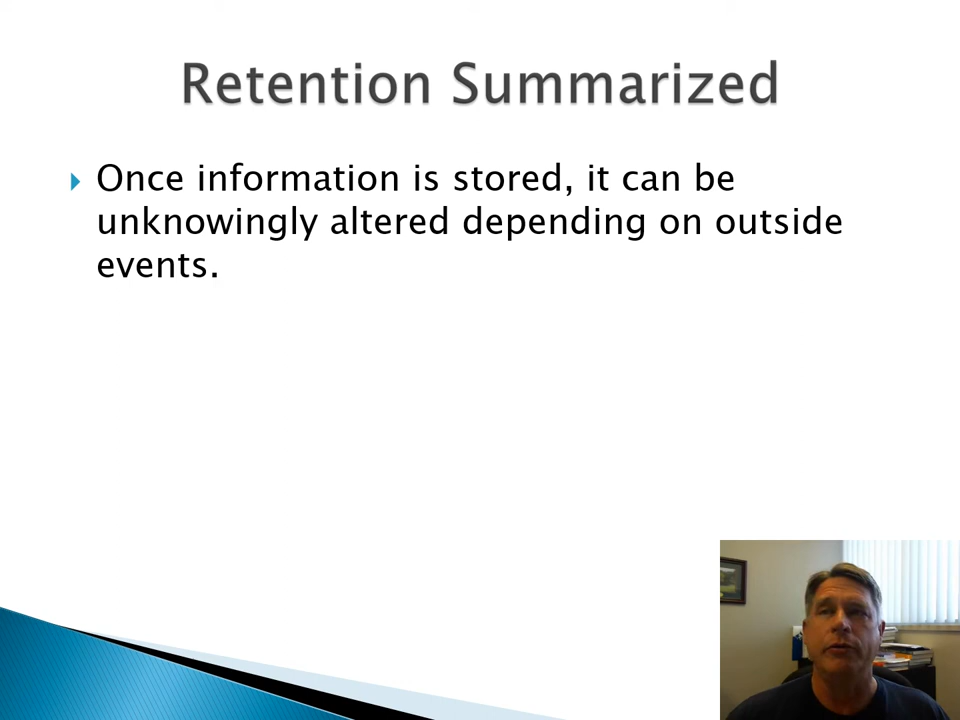 Retention Summarized
Once information is stored, it can be
unknowingly altered depending on outside
events.